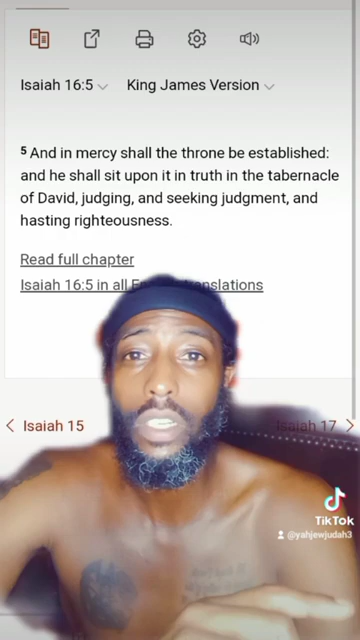 Isaiah 16:5 King James Version
5 And in mercy shall the throne be established:
and he shall sit upon it in truth in the tabernacle
of David, judging, and seeking judgment, and
hasting righteousness.
Read full chapter
Isaiah 16:5 in all translations
Isaiah 15 Isaiah 17
TikTok
@yahjewjudah3